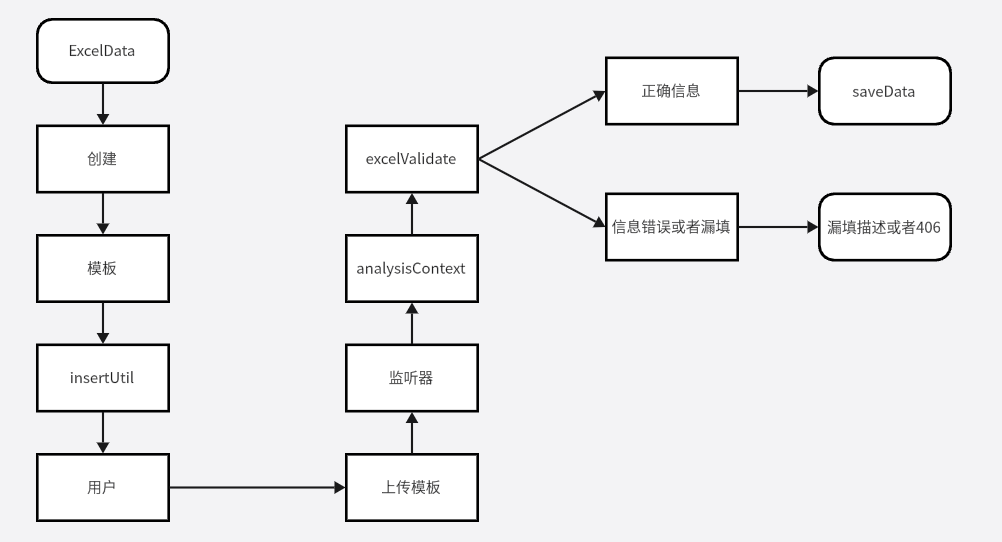 ExcelData
创建
模板
insertUtil
用户
上传模板
监听器
analysisContext
excelValidate
正确信息
saveData
信息错误或者漏填
漏填描述或者406